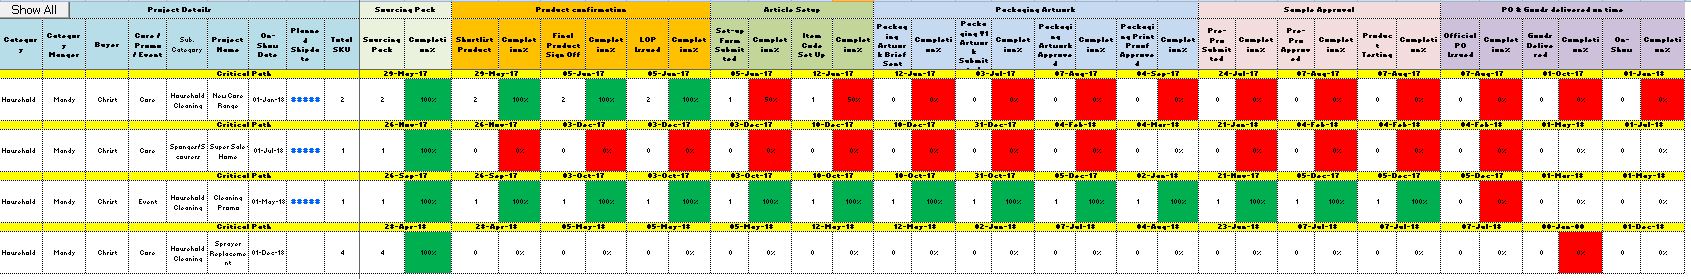 Show All
Project Details Sourcing Pack Product confirmation Article Setup Packaging Artwork Sample Approval PO & Goods delivered on time
Category Category Manger Buyer Core / Promo / Event Sub. Category Project Name On-Show Date Planned Shipdate Total SKU Sourcing Pack Completion% Shortlist Product Completion% Final Product Sign Off Completion% LOP Issued Completion% Set-up Form Submitted Completion% Item Code Set Up Completion% Packaging Artwork Brief Sent Completion% Packaging #1 Artwork Submit Completion% Packaging Artwork Approved Completion% Packaging Print Proof Approved Completion% Pre-Pro Submitted Completion% Pre-Pro Approved Completion% Product Testing Completion% Official PO Issued Completion% Goods Delivered Completion% On-Show Completion%
Critical Path 29-May-17 29-May-17 05-Jun-17 05-Jun-17 05-Jun-17 12-Jun-17 12-Jun-17 03-Jul-17 07-Aug-17 04-Sep-17 24-Jul-17 07-Aug-17 07-Aug-17 07-Aug-17 01-Oct-17 01-Jan-18
Household Mandy Christ Core Household Cleaning New Core Range 01-Jan-18 ##### 2 2 100% 2 100% 2 100% 2 100% 1 50% 1 50% 0 0% 0 0% 0 0% 0 0% 0 0% 0 0% 0 0% 0 0% 0 0% 0 0%
Critical Path 26-Nov-17 26-Nov-17 03-Dec-17 03-Dec-17 03-Dec-17 10-Dec-17 10-Dec-17 31-Dec-17 04-Feb-18 04-Mar-18 21-Jan-18 04-Feb-18 04-Feb-18 04-Feb-18 01-May-18 01-Jul-18
Household Mandy Christ Core Sponges/Scourers Super Sale Home 01-Jul-18 ##### 1 1 100% 0 0% 0 0% 0 0% 0 0% 0 0% 0 0% 0 0% 0 0% 0 0% 0 0% 0 0% 0 0% 0 0% 0 0% 0 0%
Critical Path 26-Sep-17 26-Sep-17 03-Oct-17 03-Oct-17 03-Oct-17 10-Oct-17 10-Oct-17 31-Oct-17 05-Dec-17 02-Jan-18 21-Nov-17 05-Dec-17 05-Dec-17 05-Dec-17 01-Mar-18 01-May-18
Household Mandy Christ Event Household Cleaning Cleaning Promo 01-May-18 ##### 1 1 100% 1 100% 1 100% 1 100% 1 100% 1 100% 1 100% 1 100% 1 100% 1 100% 1 100% 1 100% 1 100% 0 0% 0 0% 0 0%
Critical Path 28-Apr-18 28-Apr-18 05-May-18 05-May-18 05-May-18 12-May-18 12-May-18 02-Jun-18 07-Jul-18 04-Aug-18 23-Jun-18 07-Jul-18 07-Jul-18 07-Jul-18 00-Jan-00 01-Dec-18
Household Mandy Christ Core Household Cleaning Sprayer Replacement 01-Dec-18 4 4 100% 0 0% 0 0% 0 0% 0 0% 0 0% 0 0% 0 0% 0 0% 0 0% 0 0% 0 0% 0 0% 0 0% 0 0% 0 0%